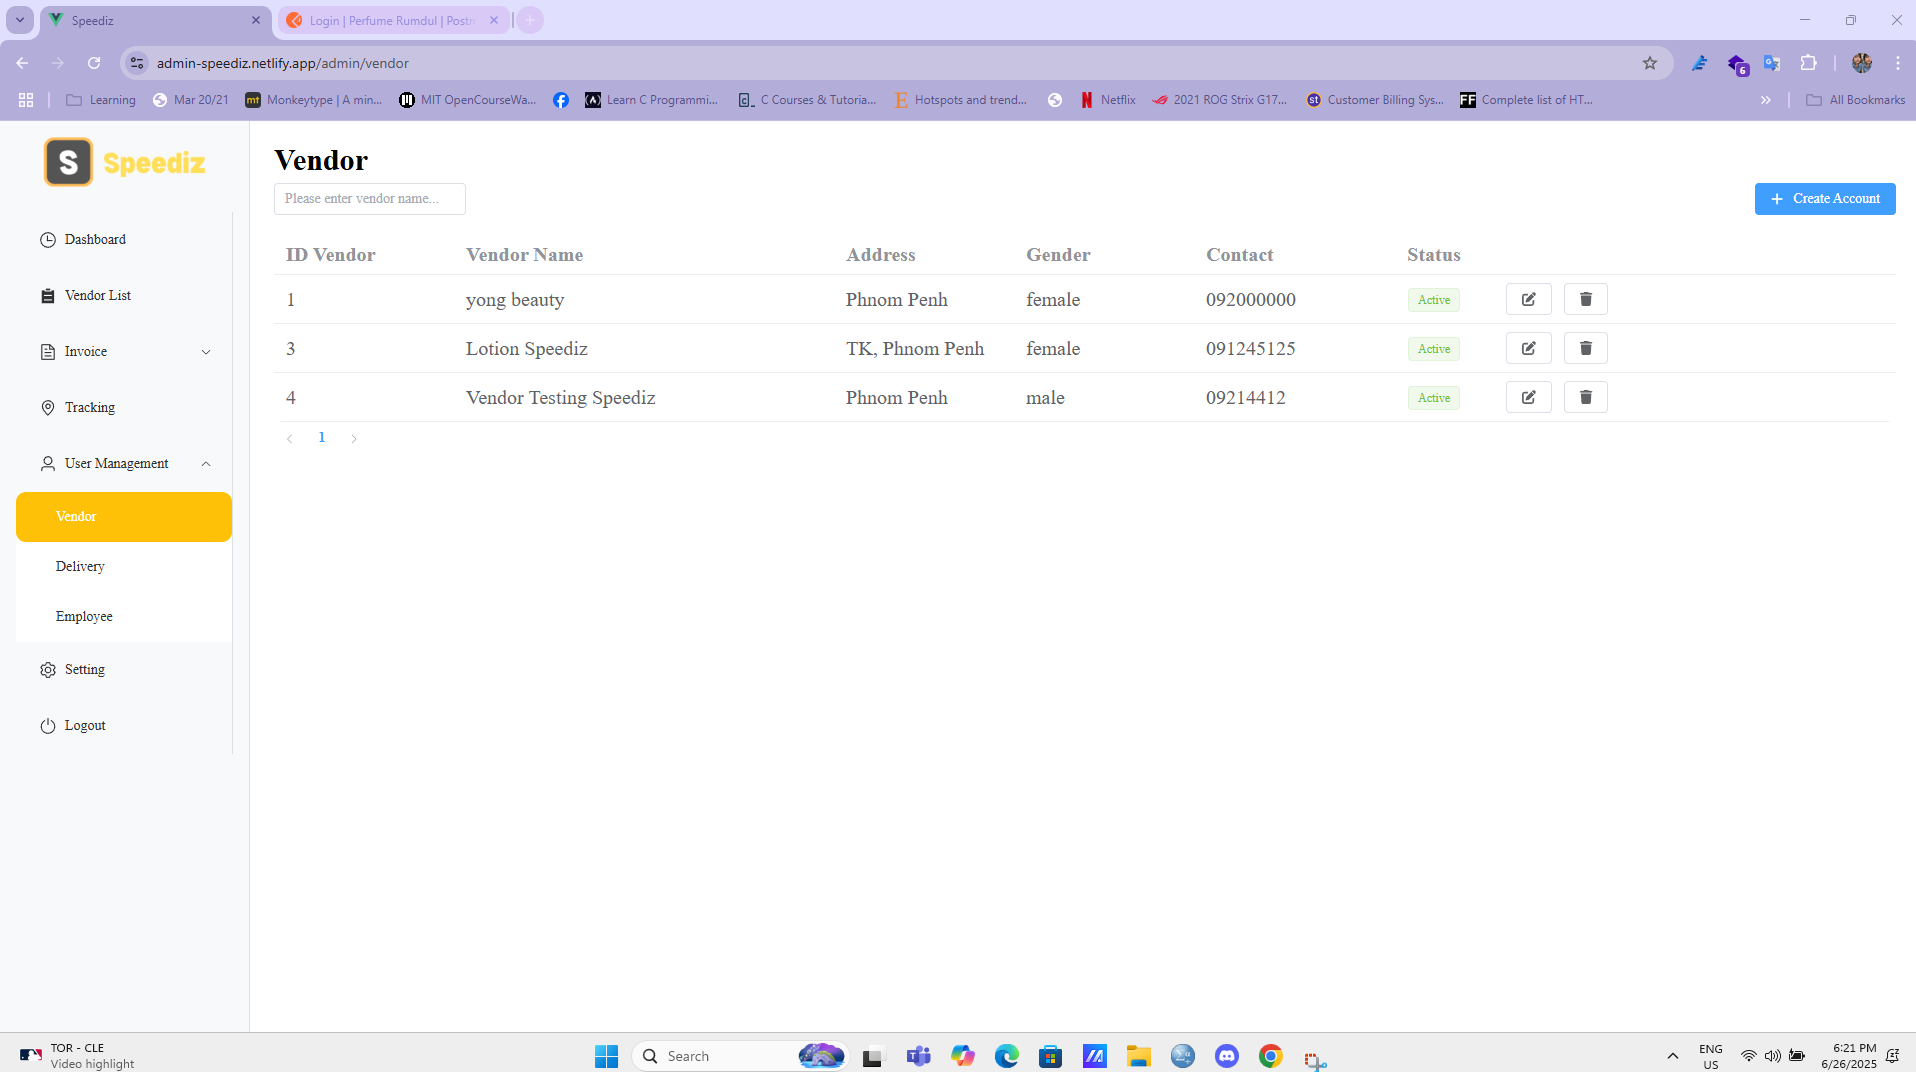 Speediz
Login | Perfume Rumdul | Postm
admin-speediz.netlify.app/admin/vendor
Learning
Mar 20/21
mt
Monkeytype | A min...
MIT OpenCourseWa...
Learn C Programmi...
C Courses & Tutoria...
E
Hotspots and trend...
Netflix
2021 ROG Strix G17...
st
Customer Billing Sys...
FF
Complete list of HT...
All Bookmarks
6
S
Speediz
Dashboard
Vendor List
Invoice
Tracking
User Management
Vendor
Delivery
Employee
Setting
Logout
Vendor
Please enter vendor name...
+ Create Account
ID Vendor Vendor Name Address Gender Contact Status
1 yong beauty Phnom Penh female 092000000 Active
3 Lotion Speediz TK, Phnom Penh female 091245125 Active
4 Vendor Testing Speediz Phnom Penh male 09214412 Active
< 1 >
TOR - CLE
Video highlight
Search
ENG
US
6:21 PM
6/26/2025